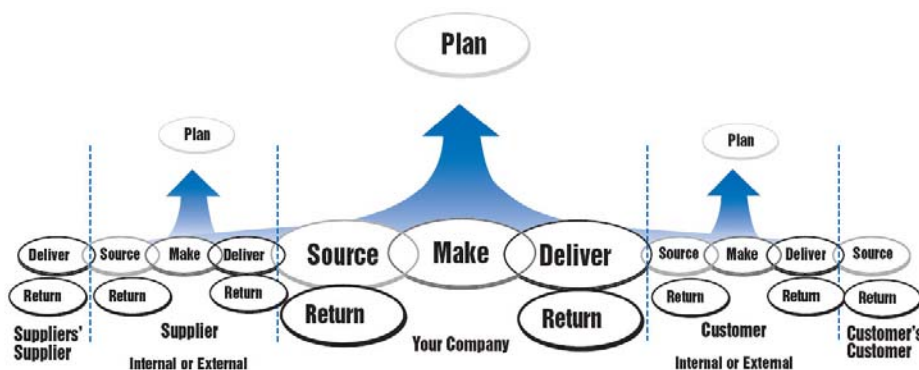 Plan
Plan
Plan
Deliver
Source
Make
Deliver
Source
Make
Deliver
Source
Make
Deliver
Source
Return
Return
Return
Return
Return
Return
Return
Return
Suppliers'
Supplier
Supplier
Internal or External
Your Company
Customer
Internal or External
Customer's
Customer